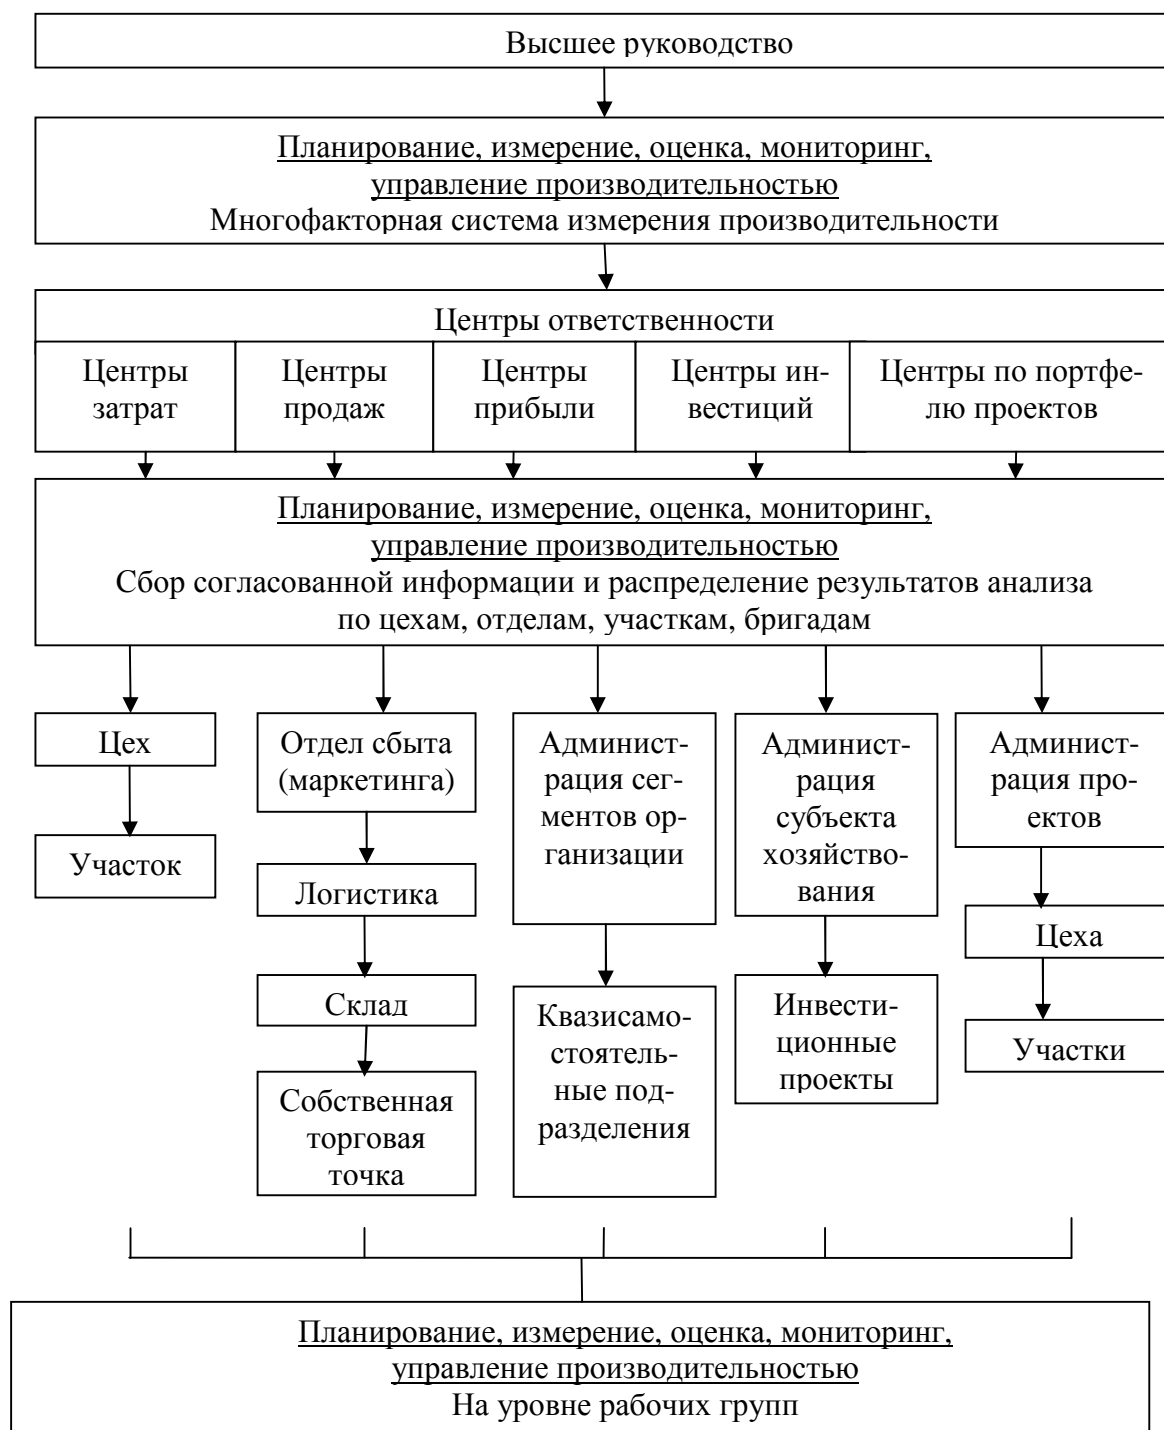 Высшее руководство
Планирование, измерение, оценка, мониторинг,
управление производительностью
Многофакторная система измерения производительности
Центры ответственности
Центры
затрат
Центры
продаж
Центры
прибыли
Центры ин-
вестиций
Центры по портфе-
лю проектов
Планирование, измерение, оценка, мониторинг,
управление производительностью
Сбор согласованной информации и распределение результатов анализа
по цехам, отделам, участкам, бригадам
Цех
Участок
Отдел сбыта
(маркетинга)
Логистика
Склад
Собственная
торговая
точка
Админист-
рация сег-
ментов ор-
ганизации
Квазисамо-
стоятель-
ные под-
разделения
Админист-
рация
субъекта
хозяйство-
вания
Инвести-
ционные
проекты
Админист-
рация про-
ектов
Цеха
Участки
Планирование, измерение, оценка, мониторинг,
управление производительностью
На уровне рабочих групп